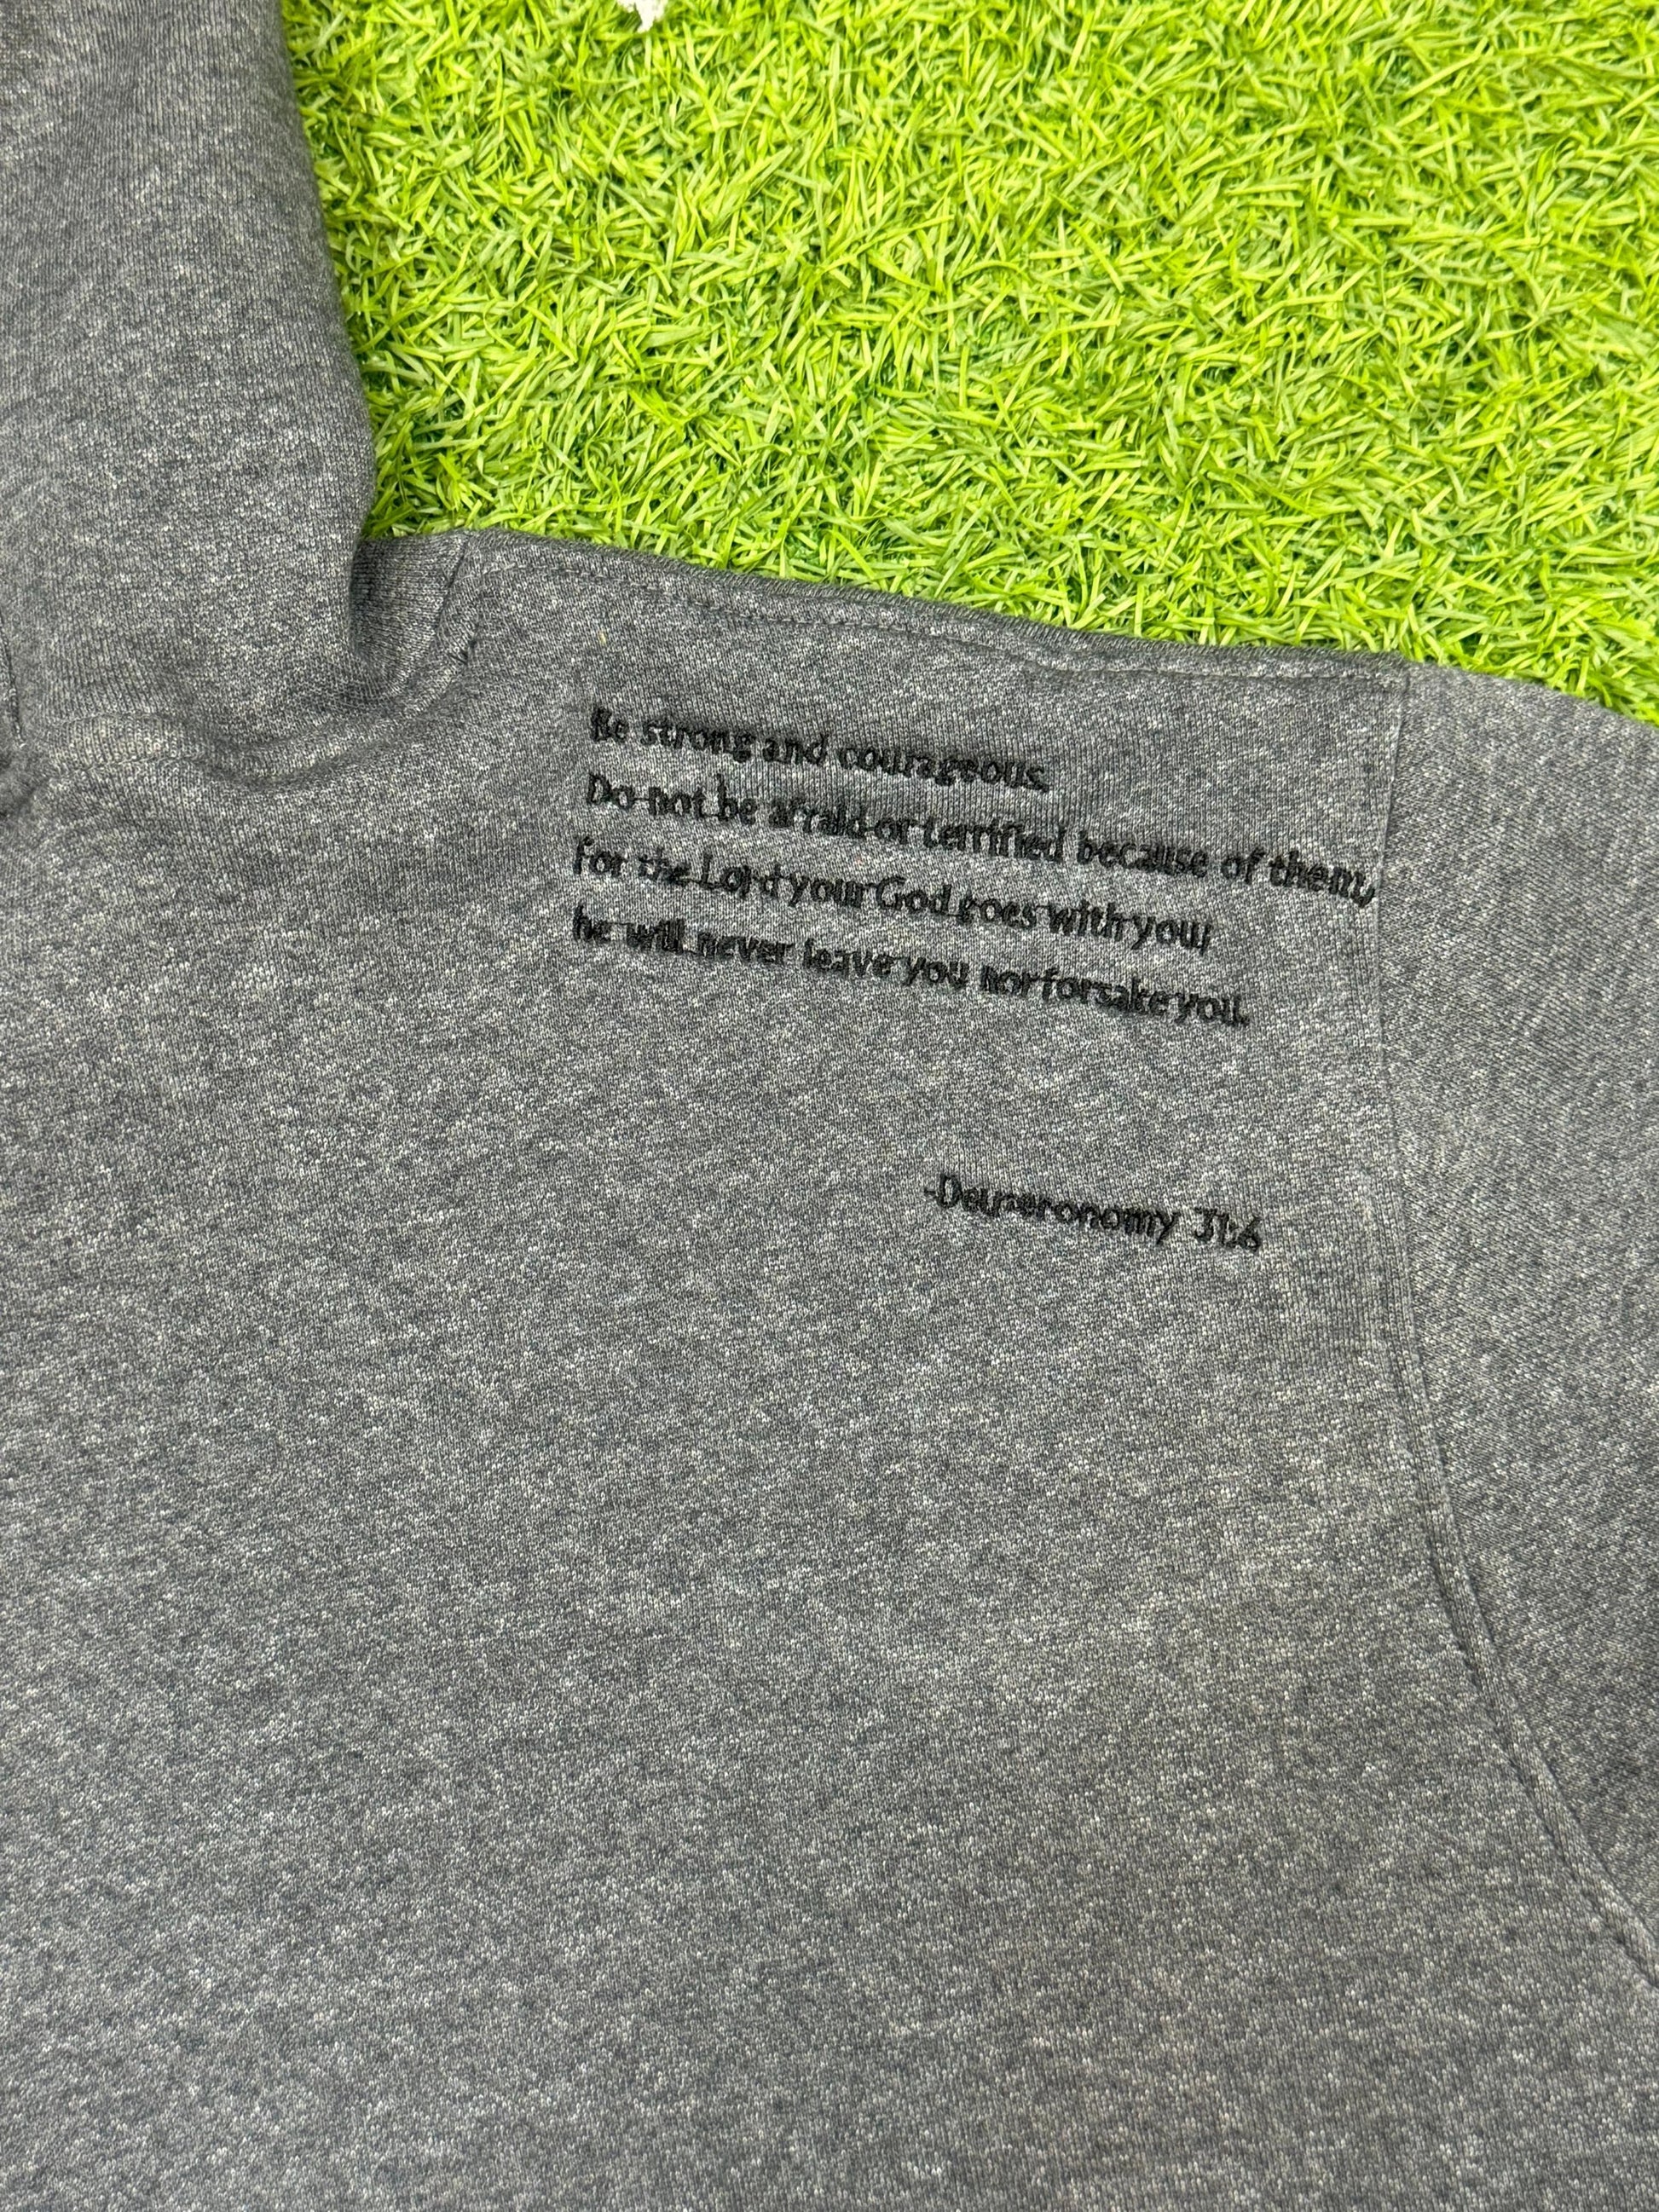 Be strong and courageous.
Do not be afraid or terrified because of them,
for the Lord your God goes with you;
he will never leave you nor forsake you.
-Deuteronomy 31:6